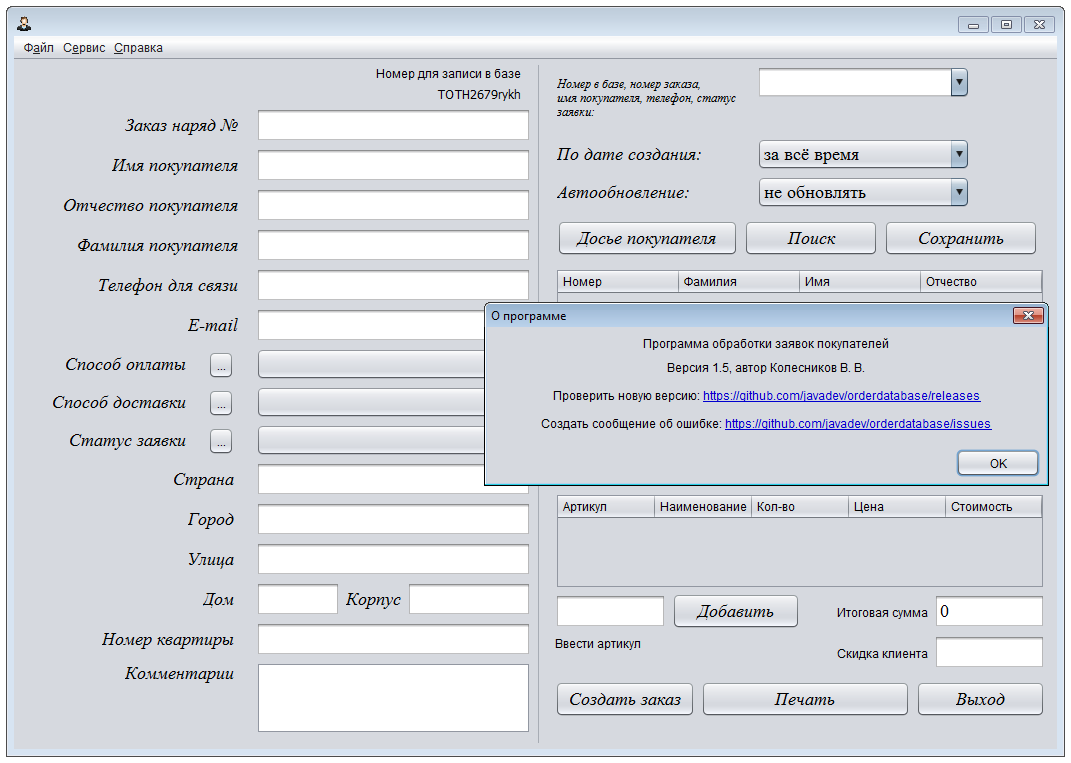 Файл Сервис Справка
Номер для записи в базе
TOTH2679rykh
Заказ наряд №
Имя покупателя
Отчество покупателя
Фамилия покупателя
Телефон для связи
E-mail
Способ оплаты ...
Способ доставки ...
Статус заявки ...
Страна
Город
Улица
Дом Корпус
Номер квартиры
Комментарии
Номер в базе, номер заказа,
имя покупателя, телефон, статус
заявки:
По дате создания: за всё время
Автообновление: не обновлять
Досье покупателя Поиск Сохранить
Номер Фамилия Имя Отчество
О программе
Программа обработки заявок покупателей
Версия 1.5, автор Колесников В. В.
Проверить новую версию: https://github.com/javadev/orderdatabase/releases
Создать сообщение об ошибке: https://github.com/javadev/orderdatabase/issues
OK
Артикул Наименование Кол-во Цена Стоимость
Добавить Итоговая сумма 0
Ввести артикул
Скидка клиента
Создать заказ Печать Выход